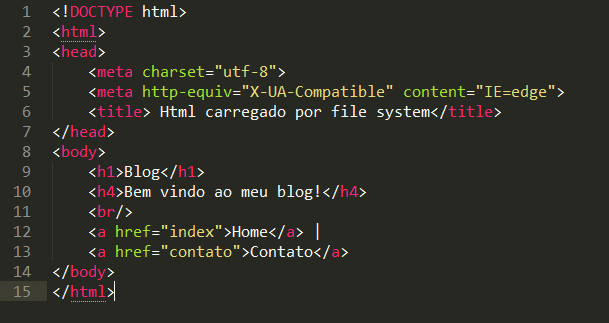 1 <!DOCTYPE html>
2 <html>
3 <head>
4     <meta charset="utf-8">
5     <meta http-equiv="X-UA-Compatible" content="IE=edge">
6     <title> Html carregado por file system</title>
7 </head>
8 <body>
9     <h1>Blog</h1>
10     <h4>Bem vindo ao meu blog!</h4>
11     <br/>
12     <a href="index">Home</a> |
13     <a href="contato">Contato</a>
14 </body>
15 </html>